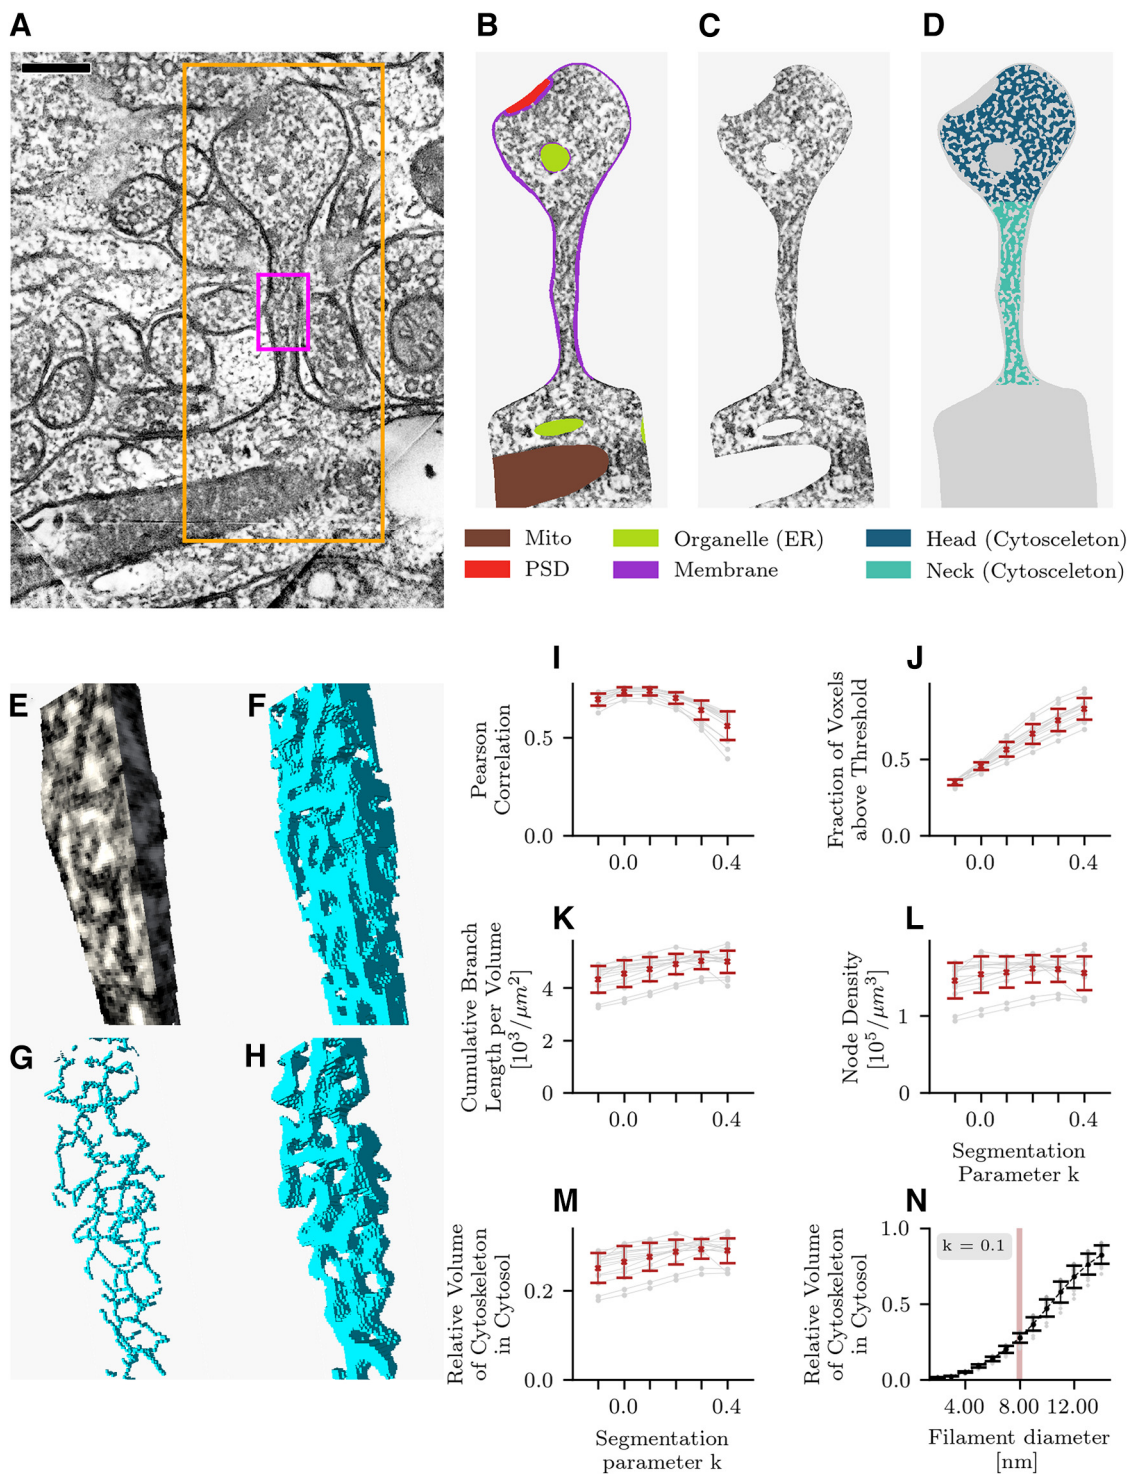 A
B
C
D
Mito
Organelle (ER)
Head (Cytosceleton)
PSD
Membrane
Neck (Cytosceleton)
E
F
G
H
I
Pearson
Correlation
0.5
0.0
0.0
0.4
J
Fraction of Voxels
above Threshold
0.5
0.0
0.0
0.4
K
Cumulative Branch
Length per Volume
[10³/μm²]
4
2
0
0.0
0.4
L
Node Density
[10⁵/μm³]
1
0
0.0
0.4
Segmentation
Parameter k
M
Relative Volume
of Cytoskeleton
in Cytosol
0.2
0.0
0.0
0.4
Segmentation
parameter k
N
Relative Volume
of Cytoskeleton
in Cytosol
1.0
0.5
0.0
k = 0.1
4.00
8.00
12.00
Filament diameter
[nm]